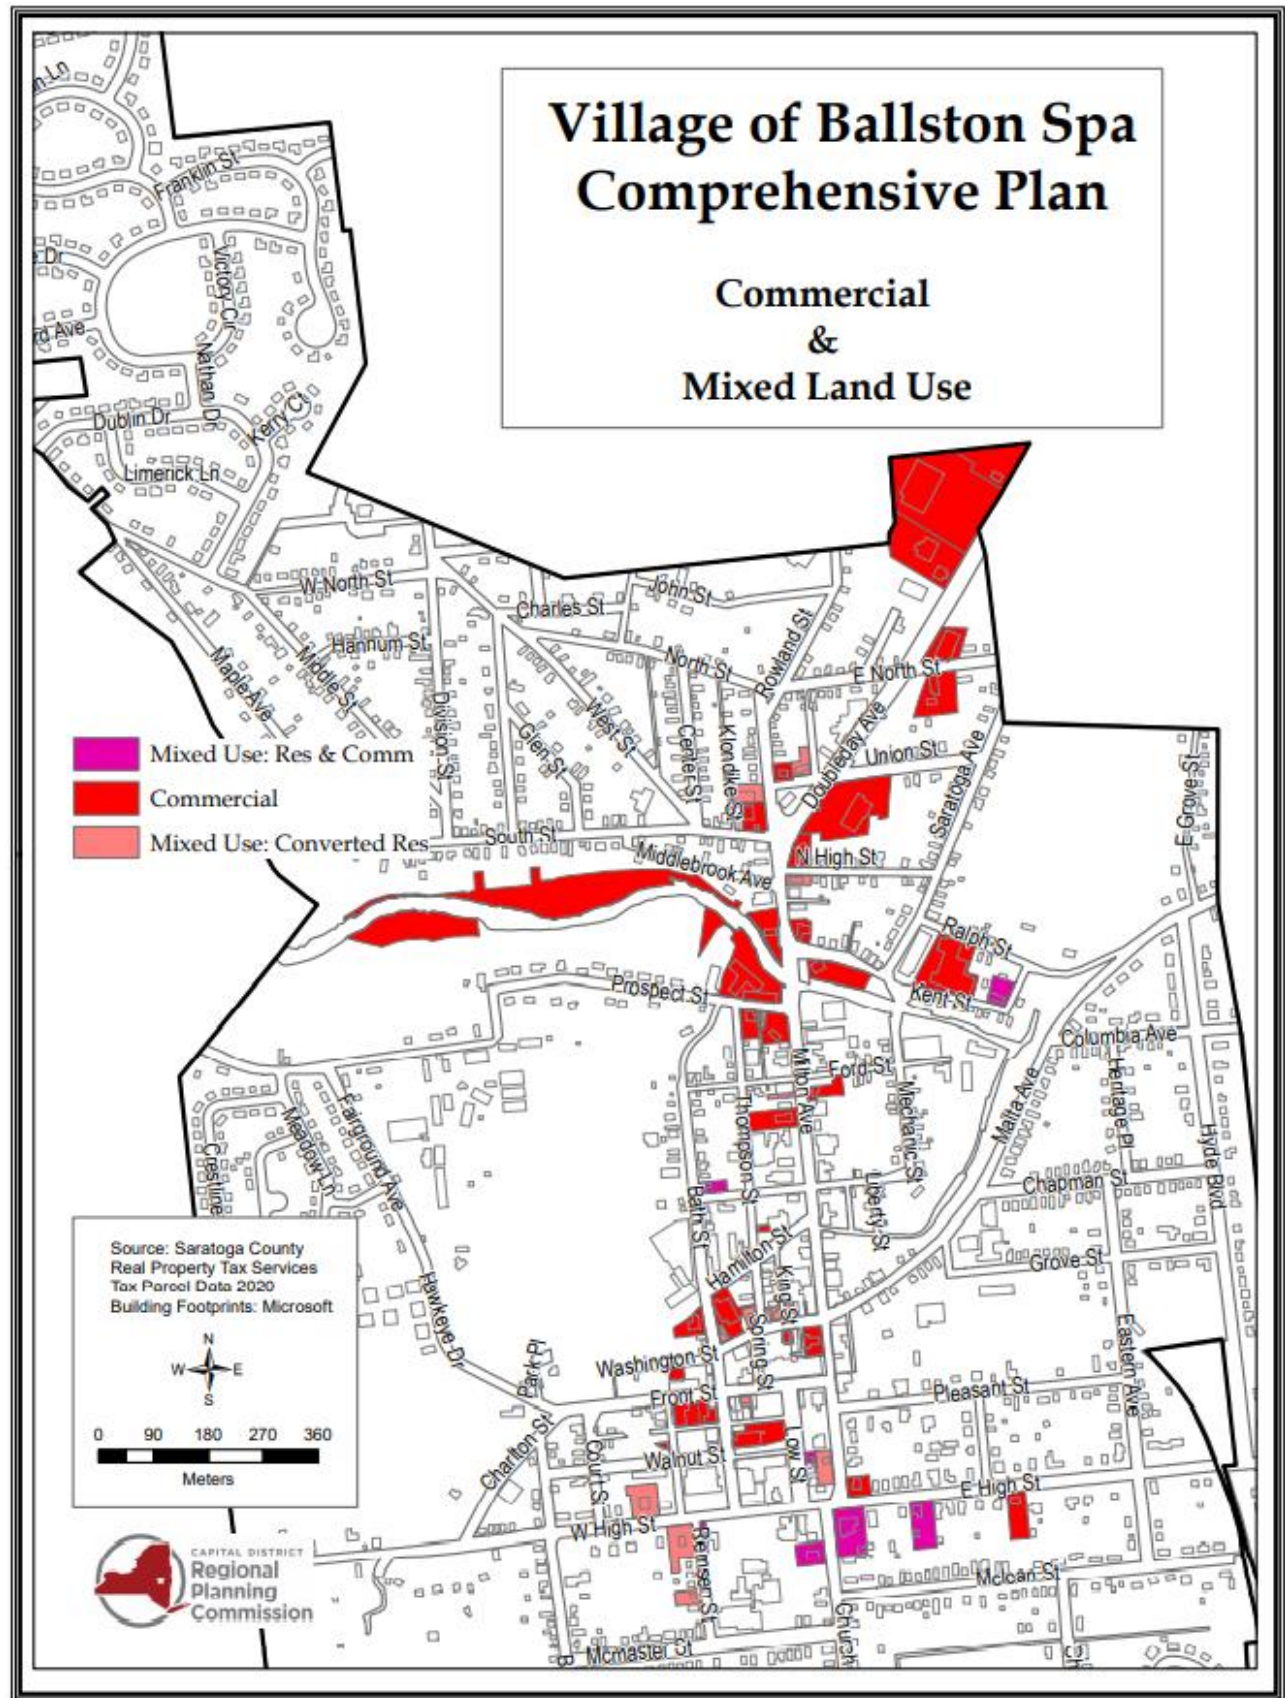 Village of Ballston Spa
Comprehensive Plan
Commercial
&
Mixed Land Use
Franklin St
Victory Cir
Nathan Dr
Kerry Ct
Dublin Dr
Limerick Ln
W North St
Charles St
John St
Hannum St
Middle St
Maple Ave
North St
Rowland St
E North St
Division St
Glen St
West St
Center St
Klondike St
Doubleday Ave
Union St
Saratoga Ave
E Grove St
Mixed Use: Res & Comm
Commercial
Mixed Use: Converted Res
South St
Middlebrook Ave
N High St
Ralph St
Kent St
Prospect St
Columbia Ave
Milton Ave
Ford St
Mechanic St
Malta Ave
Heritage Pl
Hyde Blvd
Thompson St
Meadow Ln
Fairground Ave
Crestline
Chapman St
Bath St
Liberty St
Hamilton St
Grove St
Source: Saratoga County
Real Property Tax Services
Tax Parcel Data 2020
Building Footprints: Microsoft
N
W E
S
0 90 180 270 360
Meters
Hawkeye Dr
King St
Spring St
Eastern Ave
Washington St
Park Pl
Front St
Pleasant St
Charlton St
Court St
Walnut St
Low St
E High St
W High St
Remsen St
Mclean St
Church
Mcmaster St
Ch
B
CAPITAL DISTRICT
Regional
Planning
Commission